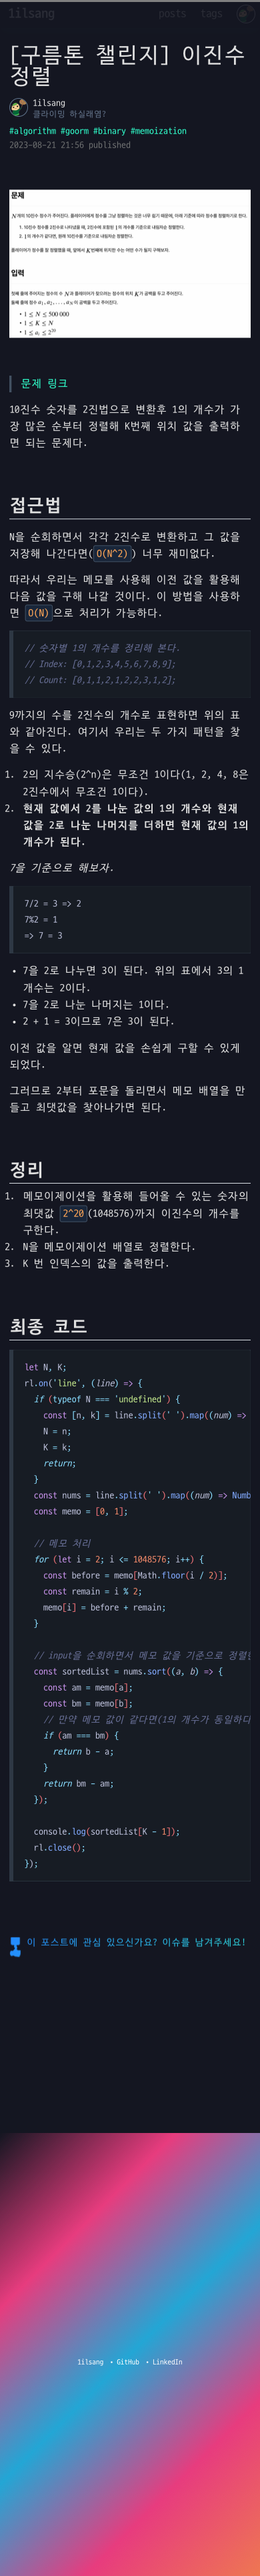 1ilsang posts tags
[구름톤 챌린지] 이진수
정렬
1ilsang
클라이밍 하실래염?
#algorithm #goorm #binary #memoization
2023-08-21 21:56 published
문제
N개의 10진수 정수가 주어진다. 플레이어에게 정수를 그냥 정렬하는 것은 너무 쉽기 때문에, 아래 기준에 따라 정수를 정렬하기로 한다.
1. 10진수 정수를 2진수로 나타냈을 때, 2진수에 포함된 1의 개수를 기준으로 내림차순 정렬한다.
2. 1의 개수가 같다면, 원래 10진수를 기준으로 내림차순 정렬한다.
플레이어가 정수를 잘 정렬했을 때, 앞에서 K번째에 위치한 수는 어떤 수가 될지 구해보자.
입력
첫째 줄에 주어지는 정수의 수 N과 플레이어가 찾으려는 정수의 위치 K가 공백을 두고 주어진다.
둘째 줄에 정수 a₁, a₂, . . . , a_N이 공백을 두고 주어진다.
• 1 ≤ N ≤ 500 000
• 1 ≤ K ≤ N
• 1 ≤ aᵢ ≤ 2²⁰
문제 링크
10진수 숫자를 2진법으로 변환후 1의 개수가 가
장 많은 순부터 정렬해 K번째 위치 값을 출력하
면 되는 문제다.
접근법
N을 순회하면서 각각 2진수로 변환하고 그 값을
저장해 나간다면(O(N^2)) 너무 재미없다.
따라서 우리는 메모를 사용해 이전 값을 활용해
다음 값을 구해 나갈 것이다. 이 방법을 사용하
면 O(N)으로 처리가 가능하다.
// 숫자별 1의 개수를 정리해 본다.
// Index: [0,1,2,3,4,5,6,7,8,9];
// Count: [0,1,1,2,1,2,2,3,1,2];
9까지의 수를 2진수의 개수로 표현하면 위의 표
와 같아진다. 여기서 우리는 두 가지 패턴을 찾
을 수 있다.
1. 2의 지수승(2^n)은 무조건 1이다(1, 2, 4, 8은
2진수에서 무조건 1이다).
2. 현재 값에서 2를 나눈 값의 1의 개수와 현재
값을 2로 나눈 나머지를 더하면 현재 값의 1의
개수가 된다.
7을 기준으로 해보자.
7/2 = 3 => 2
7%2 = 1
=> 7 = 3
• 7을 2로 나누면 3이 된다. 위의 표에서 3의 1
개수는 2이다.
• 7을 2로 나눈 나머지는 1이다.
• 2 + 1 = 3이므로 7은 3이 된다.
이전 값을 알면 현재 값을 손쉽게 구할 수 있게
되었다.
그러므로 2부터 포문을 돌리면서 메모 배열을 만
들고 최댓값을 찾아나가면 된다.
정리
1. 메모이제이션을 활용해 들어올 수 있는 숫자의
최댓값 2^20(1048576)까지 이진수의 개수를
구한다.
2. N을 메모이제이션 배열로 정렬한다.
3. K 번 인덱스의 값을 출력한다.
최종 코드
let N, K;
rl.on('line', (line) => {
if (typeof N === 'undefined') {
const [n, k] = line.split(' ').map((num) =>
N = n;
K = k;
return;
}
const nums = line.split(' ').map((num) => Numb
const memo = [0, 1];
// 메모 처리
for (let i = 2; i <= 1048576; i++) {
const before = memo[Math.floor(i / 2)];
const remain = i % 2;
memo[i] = before + remain;
}
// input을 순회하면서 메모 값을 기준으로 정렬한
const sortedList = nums.sort((a, b) => {
const am = memo[a];
const bm = memo[b];
// 만약 메모 값이 같다면(1의 개수가 동일하다
if (am === bm) {
return b - a;
}
return bm - am;
});
console.log(sortedList[K - 1]);
rl.close();
});
이 포스트에 관심 있으신가요? 이슈를 남겨주세요!
1ilsang • GitHub • LinkedIn